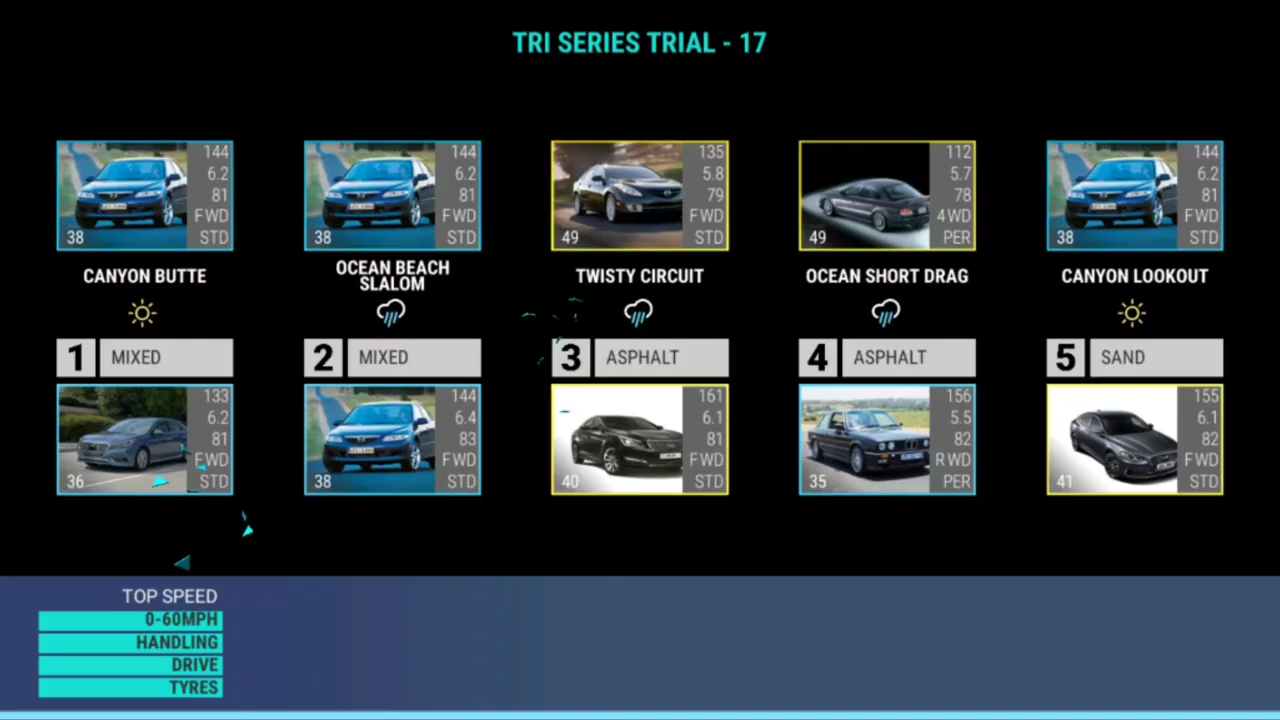 TRI SERIES TRIAL - 17
144
6.2
81
FWD
STD
38
144
6.2
81
FWD
STD
38
135
5.8
79
FWD
STD
49
112
5.7
78
4WD
PER
49
144
6.2
81
FWD
STD
38
CANYON BUTTE
OCEAN BEACH
SLALOM
TWISTY CIRCUIT
OCEAN SHORT DRAG
CANYON LOOKOUT
1 MIXED
2 MIXED
3 ASPHALT
4 ASPHALT
5 SAND
133
6.2
81
FWD
STD
36
144
6.4
83
FWD
STD
38
161
6.1
81
FWD
STD
40
156
5.5
82
RWD
PER
35
155
6.1
82
FWD
STD
41
TOP SPEED
0-60MPH
HANDLING
DRIVE
TYRES